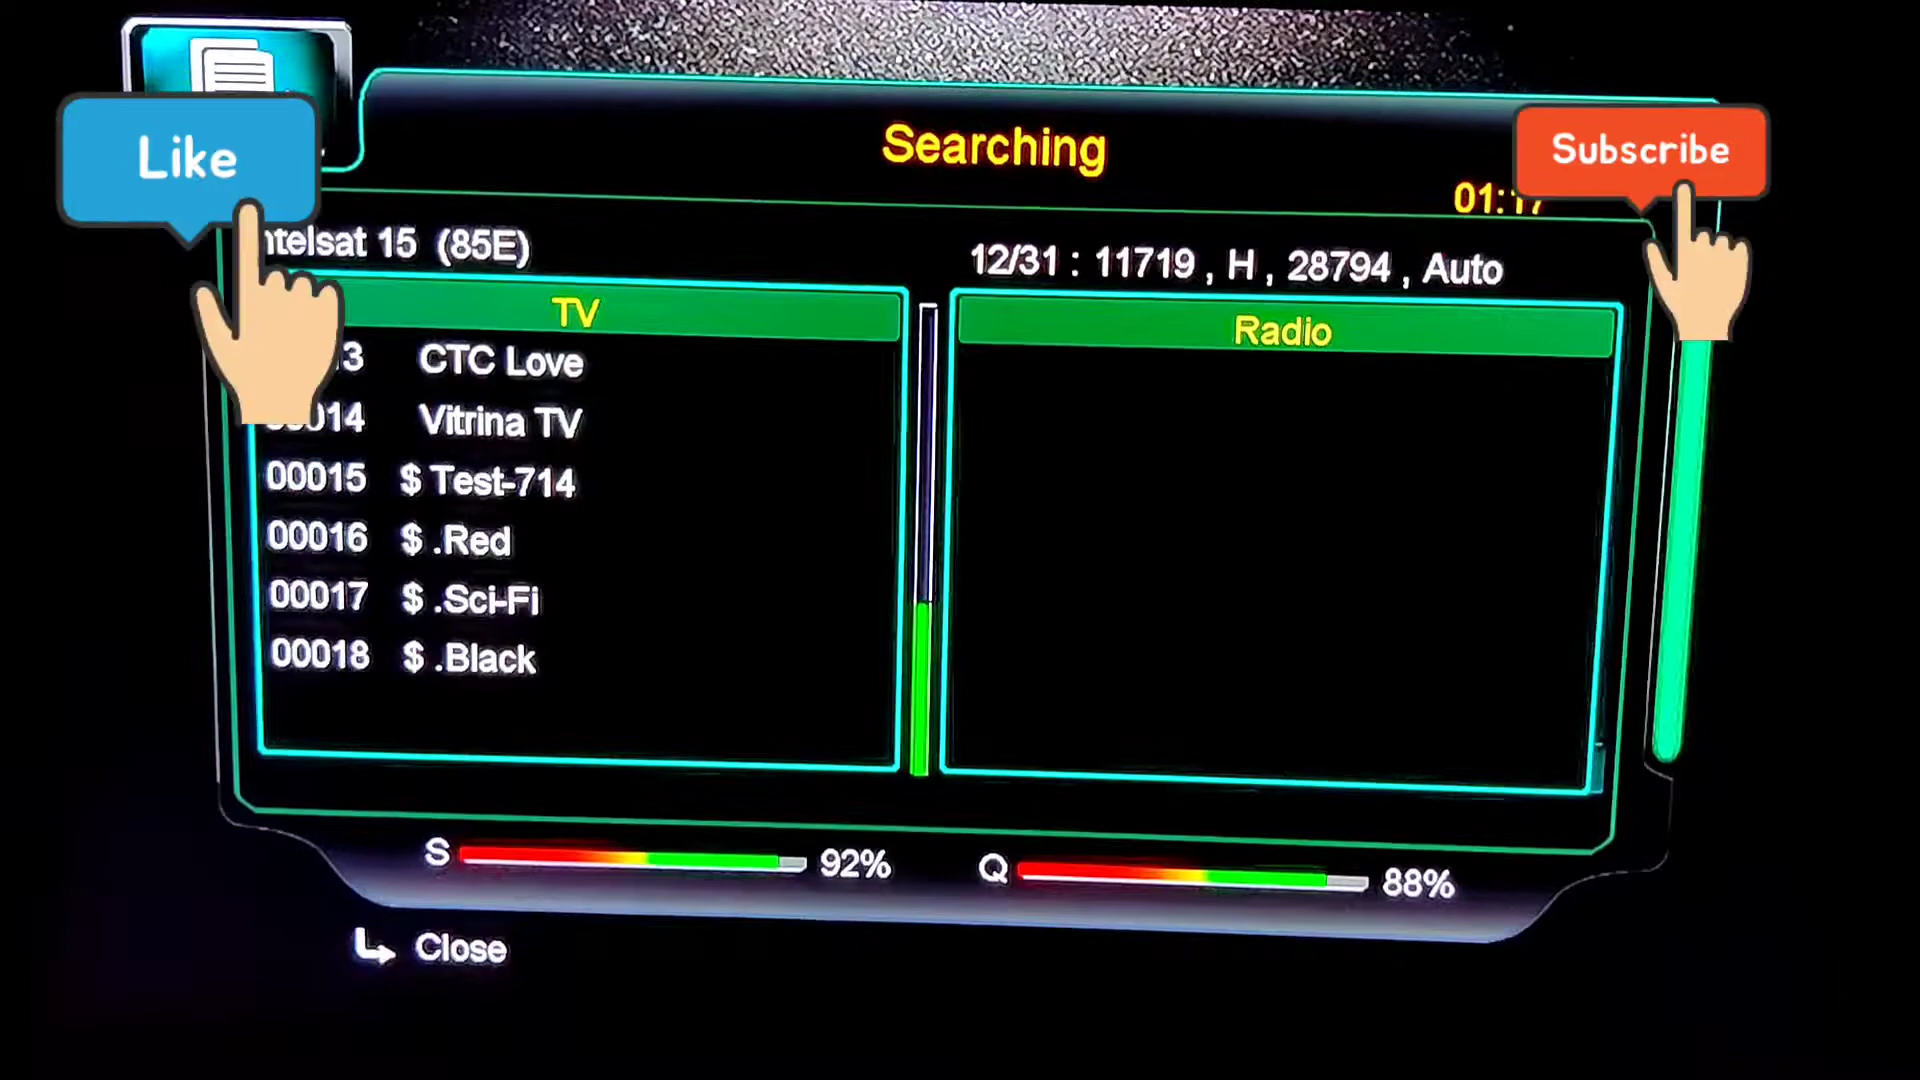 Like
Searching
Subscribe
ntelsat 15 (85E)
12/31 : 11719 , H , 28794 , Auto
TV
Radio
CTC Love
Vitrina TV
00015 $ Test-714
00016 $ .Red
00017 $ .Sci-Fi
00018 $ .Black
S 92%
Q 88%
Close